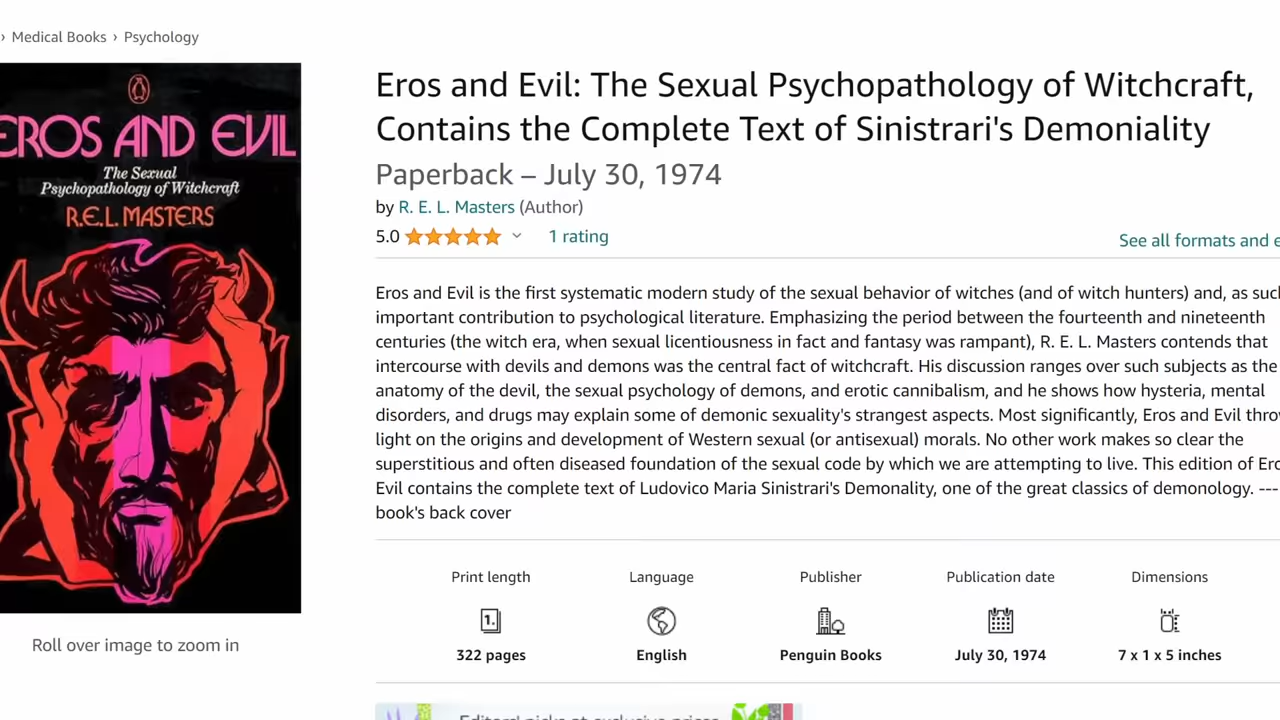 › Medical Books › Psychology
EROS AND EVIL
The Sexual
Psychopathology of Witchcraft
R.E.L. MASTERS
Roll over image to zoom in
Eros and Evil: The Sexual Psychopathology of Witchcraft,
Contains the Complete Text of Sinistrari's Demoniality
Paperback – July 30, 1974
by R. E. L. Masters (Author)
5.0 1 rating
See all formats and e
Eros and Evil is the first systematic modern study of the sexual behavior of witches (and of witch hunters) and, as suc
important contribution to psychological literature. Emphasizing the period between the fourteenth and nineteenth
centuries (the witch era, when sexual licentiousness in fact and fantasy was rampant), R. E. L. Masters contends that
intercourse with devils and demons was the central fact of witchcraft. His discussion ranges over such subjects as the
anatomy of the devil, the sexual psychology of demons, and erotic cannibalism, and he shows how hysteria, mental
disorders, and drugs may explain some of demonic sexuality's strangest aspects. Most significantly, Eros and Evil thro
light on the origins and development of Western sexual (or antisexual) morals. No other work makes so clear the
superstitious and often diseased foundation of the sexual code by which we are attempting to live. This edition of Ero
Evil contains the complete text of Ludovico Maria Sinistrari's Demonality, one of the great classics of demonology. ---
book's back cover
Print length Language Publisher Publication date Dimensions
1.
322 pages English Penguin Books July 30, 1974 7 x 1 x 5 inches
Editors' picks at exclusive prices